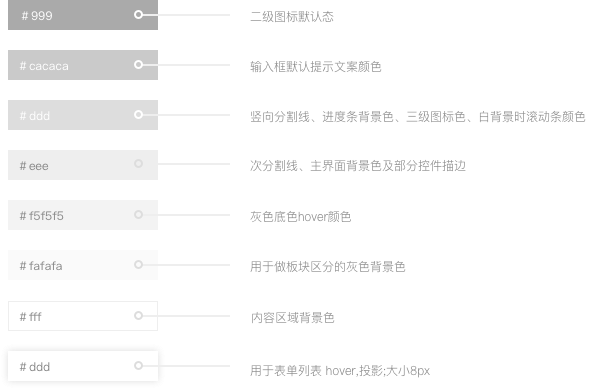 # 999 二级图标默认态
# cacaca 输入框默认提示文案颜色
# ddd 竖向分割线、进度条背景色、三级图标色、白背景时滚动条颜色
# eee 次分割线、主界面背景色及部分控件描边
# f5f5f5 灰色底色hover颜色
# fafafa 用于做板块区分的灰色背景色
# fff 内容区域背景色
# ddd 用于表单列表 hover,投影;大小8px